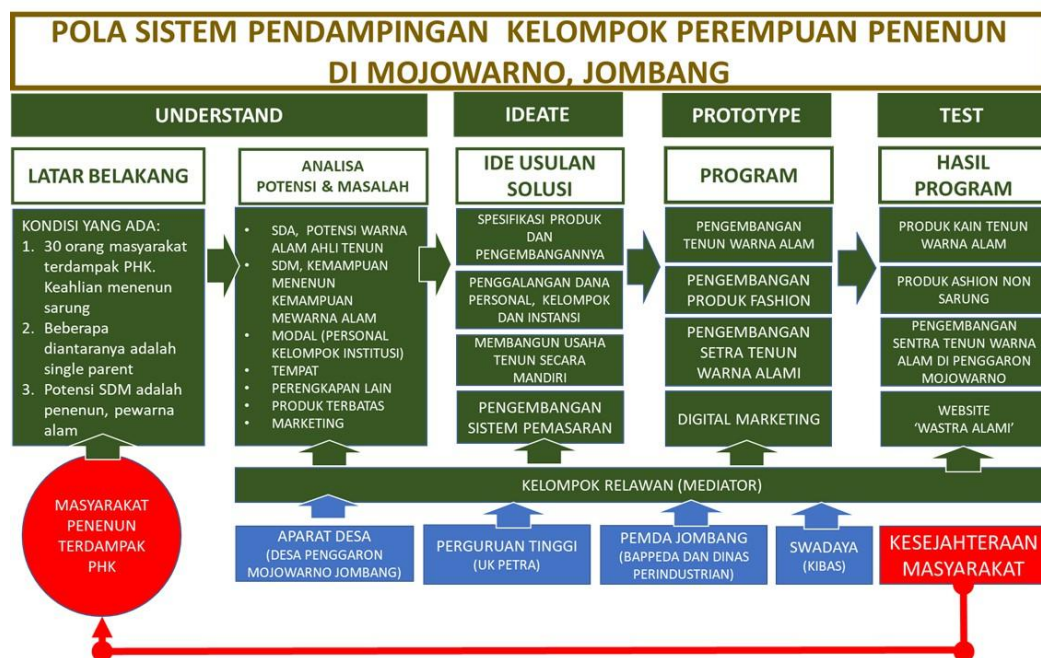 POLA SISTEM PENDAMPINGAN KELOMPOK PEREMPUAN PENENUN
DI MOJOWARNO, JOMBANG
UNDERSTAND
IDEATE
PROTOTYPE
TEST
LATAR BELAKANG
ANALISA
POTENSI & MASALAH
IDE USULAN
SOLUSI
PROGRAM
HASIL
PROGRAM
KONDISI YANG ADA:
1. 30 orang masyarakat
terdampak PHK.
Keahlian menenun
sarung
2. Beberapa
diantaranya adalah
single parent
3. Potensi SDM adalah
penenun, pewarna
alam
• SDA, POTENSI WARNA
ALAM AHLI TENUN
• SDM, KEMAMPUAN
MENENUN
KEMAMPUAN
MEWARNA ALAM
• MODAL (PERSONAL
KELOMPOK INSTITUSI)
• TEMPAT
• PERENGKAPAN LAIN
• PRODUK TERBATAS
• MARKETING
SPESIFIKASI PRODUK
DAN
PENGEMBANGANNYA
PENGGALANGAN DANA
PERSONAL, KELOMPOK
DAN INSTANSI
MEMBANGUN USAHA
TENUN SECARA
MANDIRI
PENGEMBANGAN
SISTEM PEMASARAN
PENGEMBANGAN
TENUN WARNA ALAM
PENGEMBANGAN
PRODUK FASHION
PENGEMBANGAN
SETRA TENUN
WARNA ALAMI
DIGITAL MARKETING
PRODUK KAIN TENUN
WARNA ALAM
PRODUK ASHION NON
SARUNG
PENGEMBANGAN
SENTRA TENUN WARNA
ALAM DI PENGGARON
MOJOWARNO
WEBSITE
‘WASTRA ALAMI’
KELOMPOK RELAWAN (MEDIATOR)
MASYARAKAT
PENENUN
TERDAMPAK
PHK
APARAT DESA
(DESA PENGGARON
MOJOWARNO JOMBANG)
PERGURUAN TINGGI
(UK PETRA)
PEMDA JOMBANG
(BAPPEDA DAN DINAS
PERINDUSTRIAN)
SWADAYA
(KIBAS)
KESEJAHTERAAN
MASYARAKAT